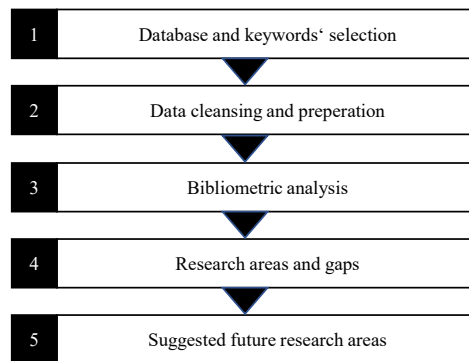 1 Database and keywords‘ selection
2 Data cleansing and preperation
3 Bibliometric analysis
4 Research areas and gaps
5 Suggested future research areas